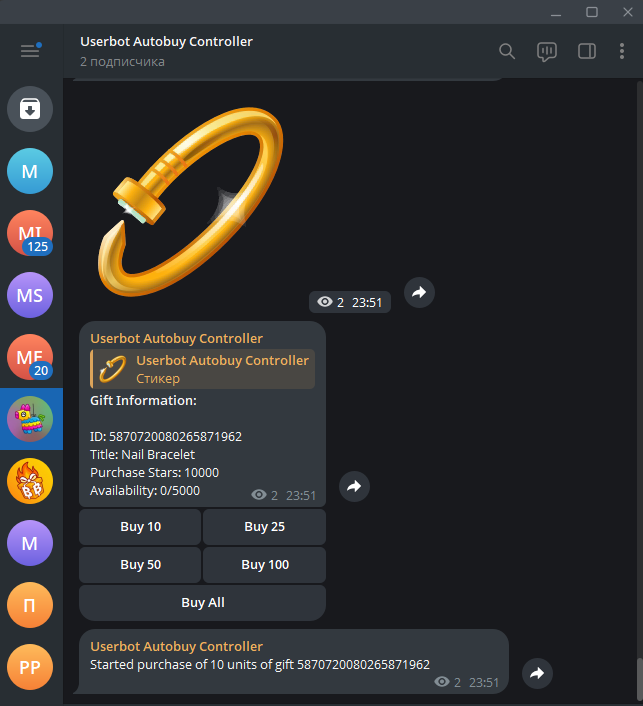 Userbot Autobuy Controller
2 подписчика
M
MI
125
MS
20
M
П
PP
2 23:51
Userbot Autobuy Controller
Userbot Autobuy Controller
Стикер
Gift Information:
ID: 5870720080265871962
Title: Nail Bracelet
Purchase Stars: 10000
Availability: 0/5000
2 23:51
Buy 10
Buy 25
Buy 50
Buy 100
Buy All
Userbot Autobuy Controller
Started purchase of 10 units of gift 5870720080265871962
2 23:51